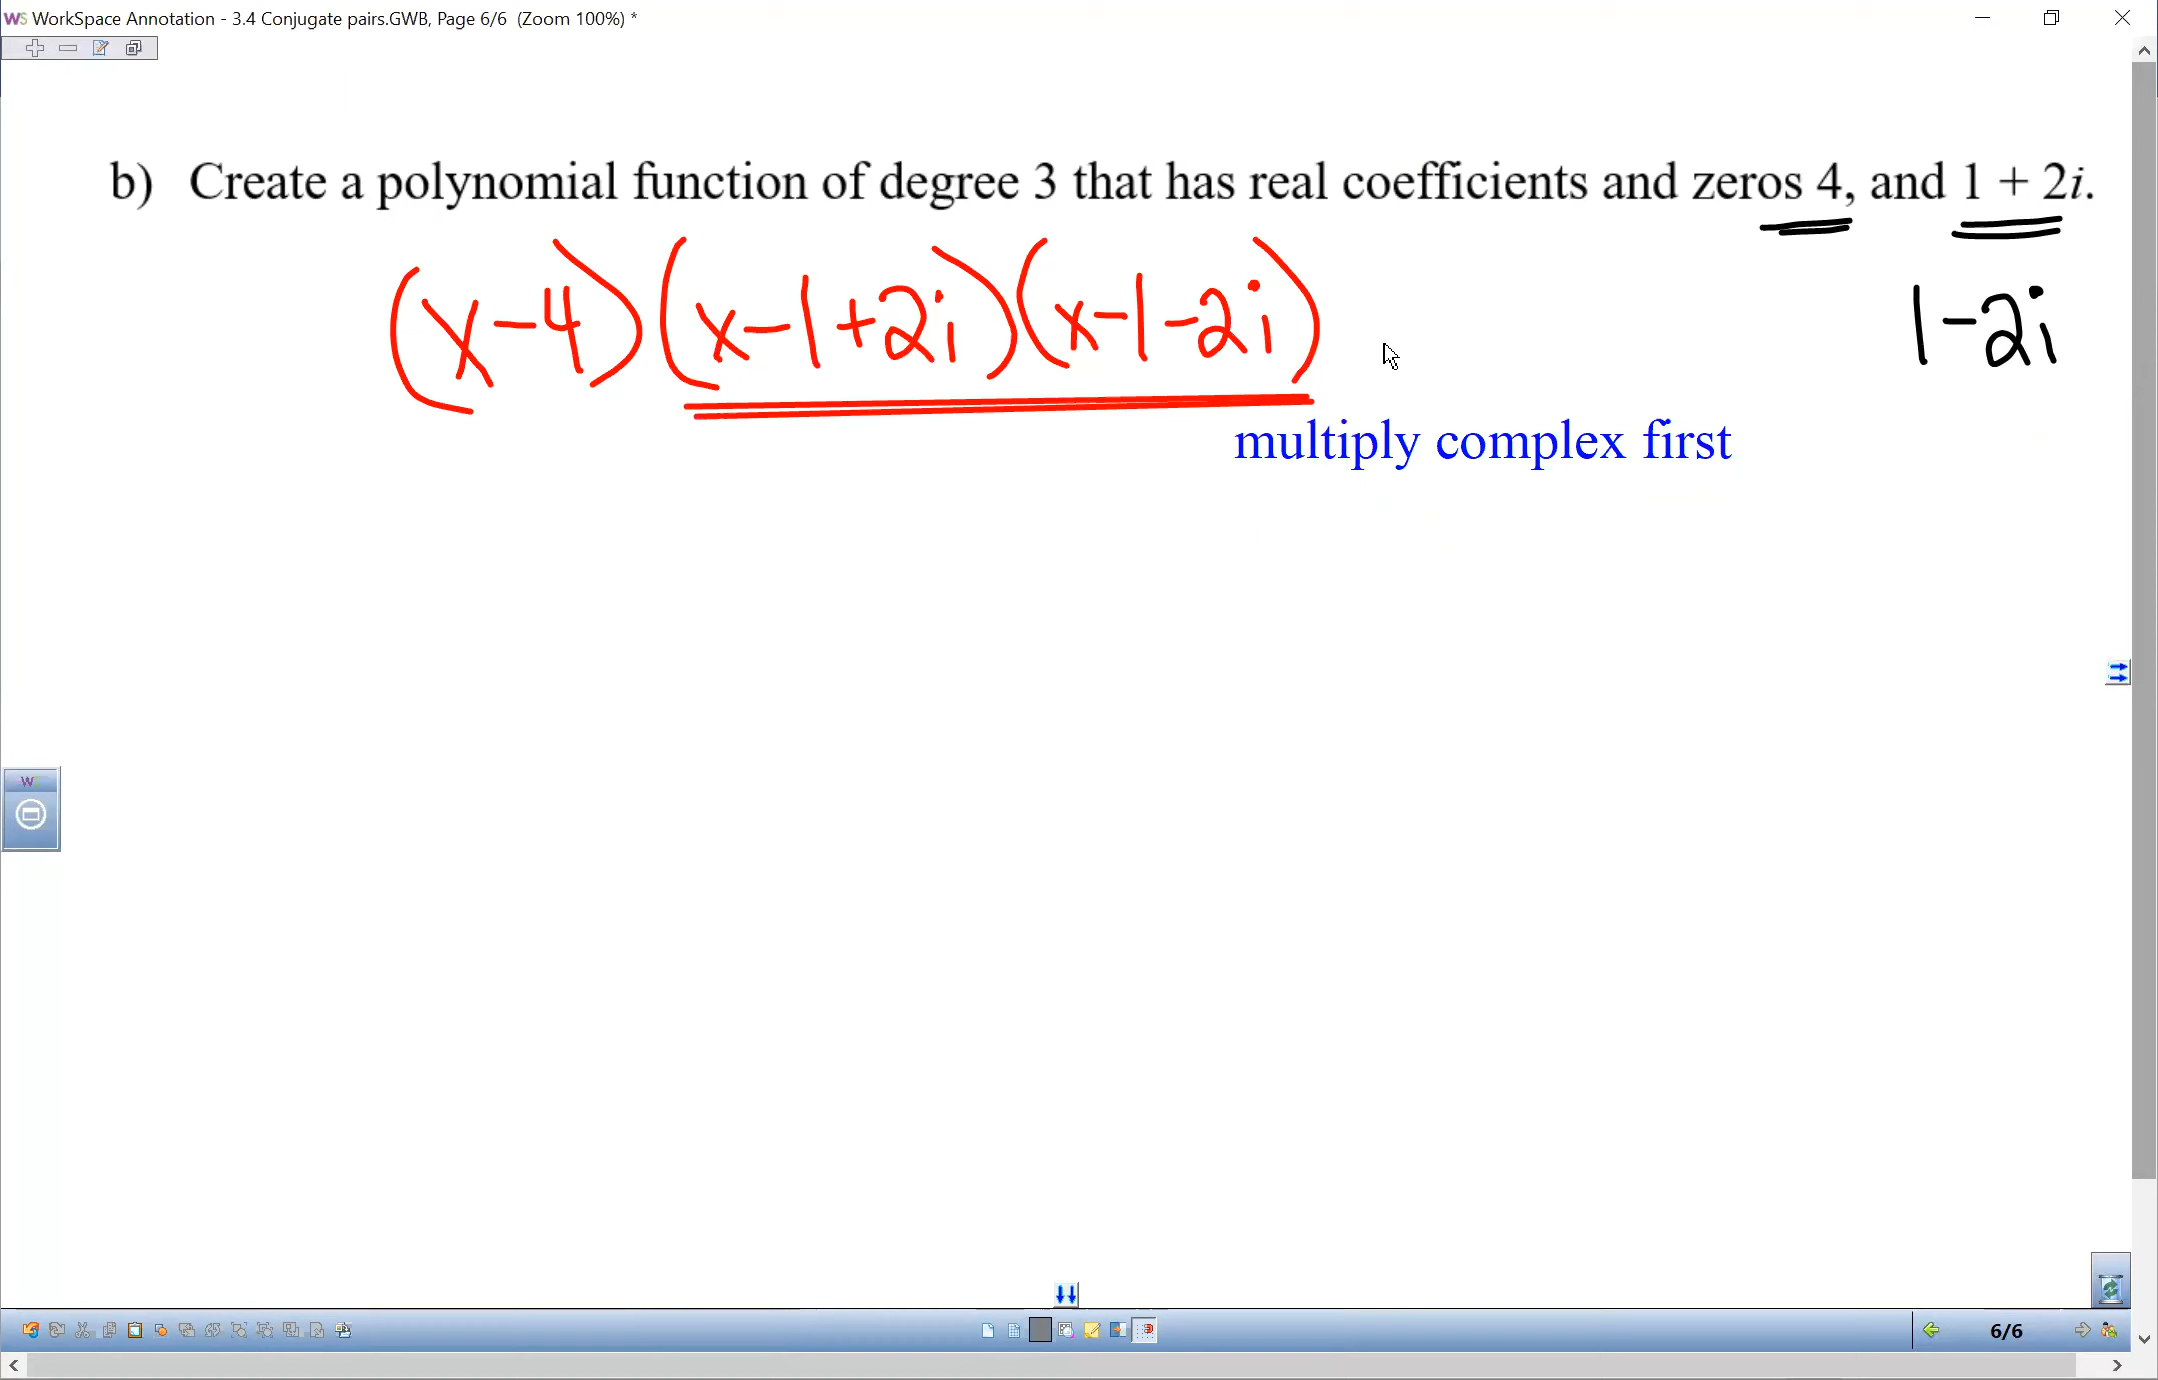 WS WorkSpace Annotation - 3.4 Conjugate pairs.GWB, Page 6/6 (Zoom 100%) *
b) Create a polynomial function of degree 3 that has real coefficients and zeros 4, and 1 + 2i.
(x-4)(x-1+2i)(x-1-2i)
1-2i
multiply complex first
W
6/6